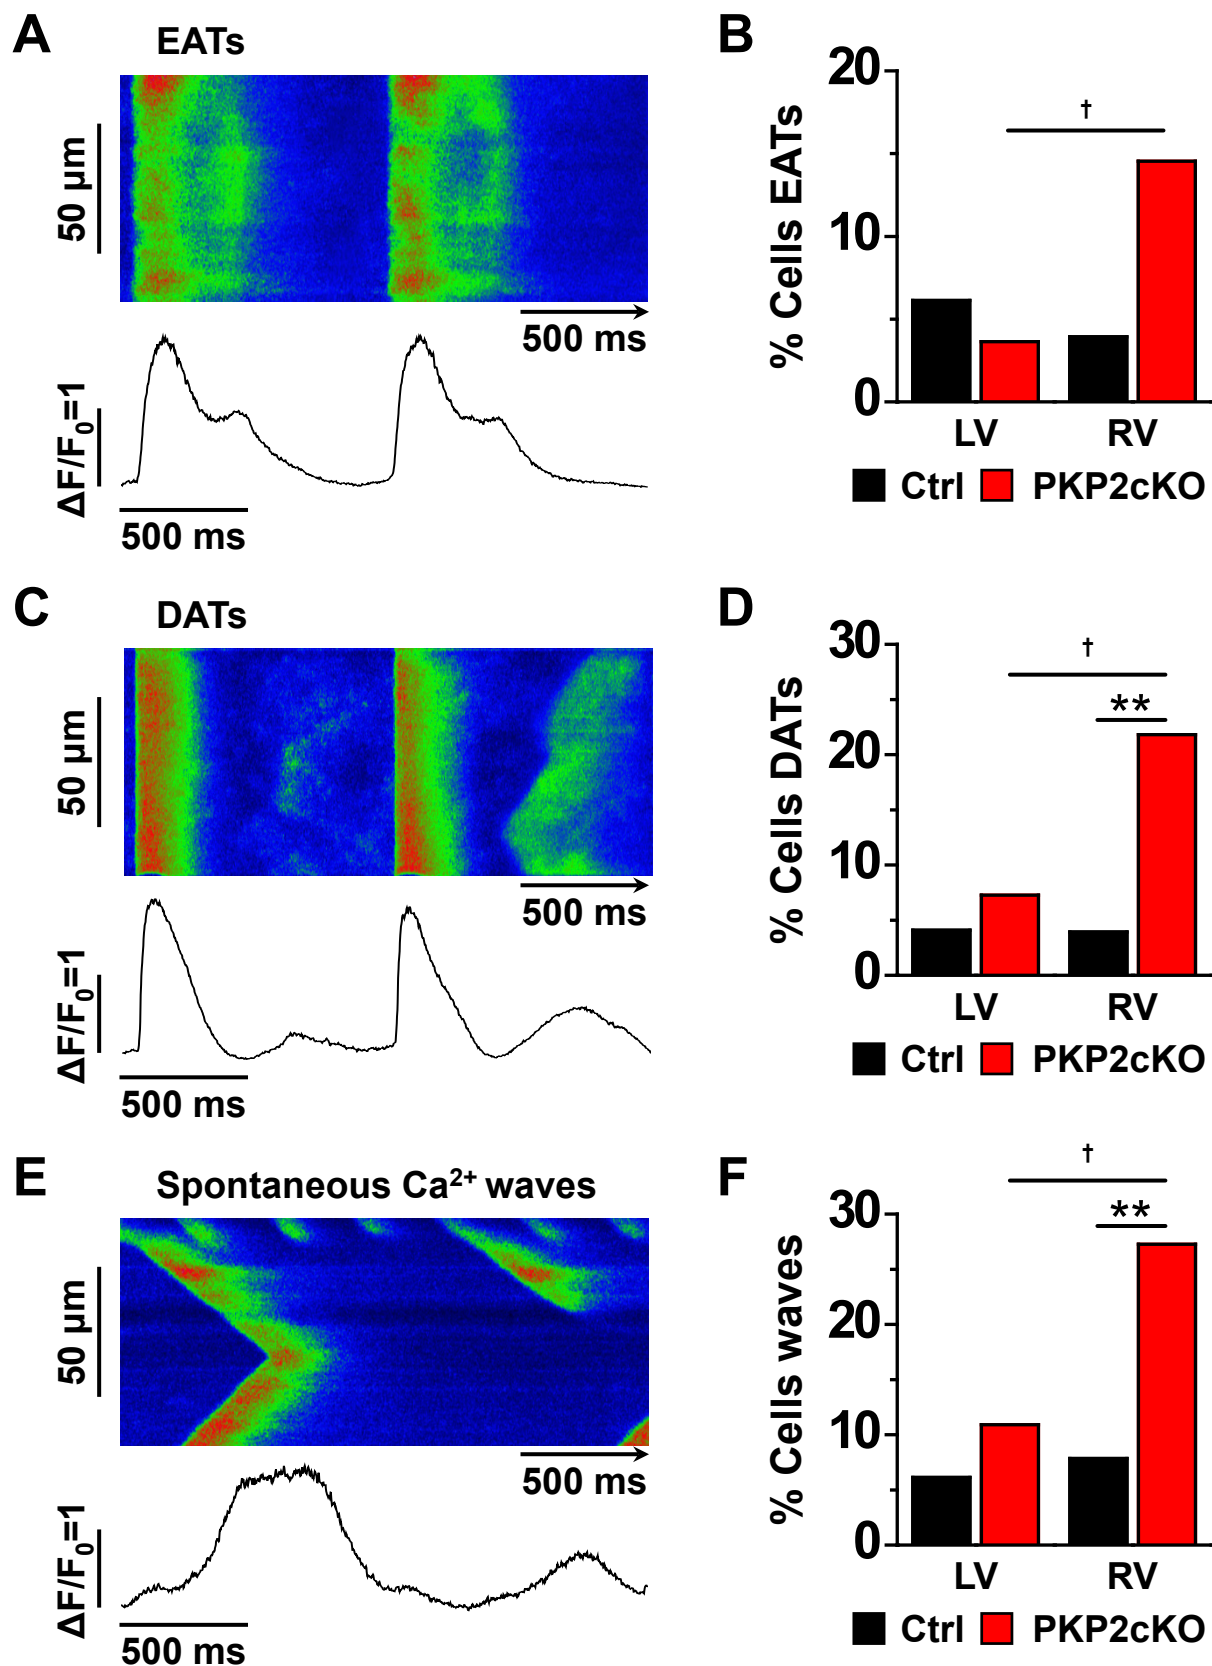 A
EATs
50 µm
500 ms
ΔF/F₀=1
500 ms
B
% Cells EATs
20
10
0
†
LV RV
Ctrl PKP2cKO
C
DATs
50 µm
500 ms
ΔF/F₀=1
500 ms
D
% Cells DATs
30
20
10
0
†
**
LV RV
Ctrl PKP2cKO
E
Spontaneous Ca²⁺ waves
50 µm
500 ms
ΔF/F₀=1
500 ms
F
% Cells waves
30
20
10
0
†
**
LV RV
Ctrl PKP2cKO